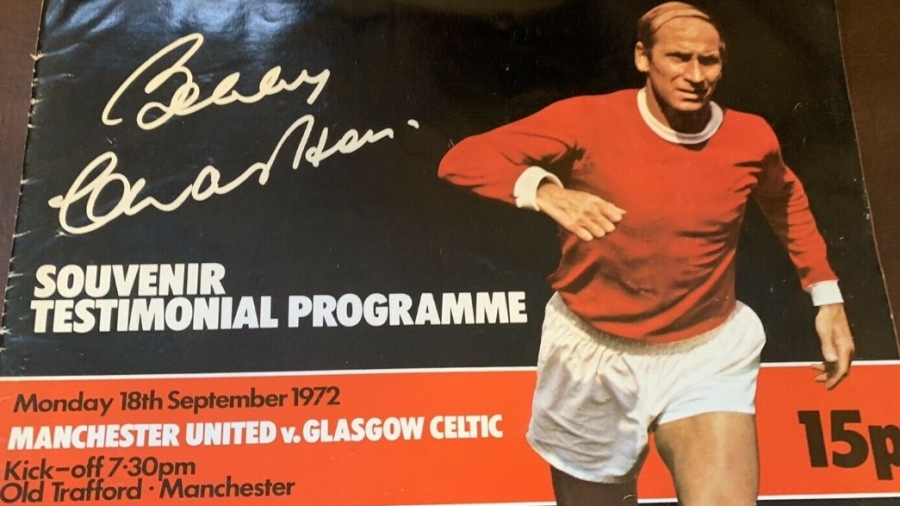 Bobby
Charlton.
SOUVENIR
TESTIMONIAL PROGRAMME
Monday 18th September 1972
MANCHESTER UNITED v. GLASGOW CELTIC
Kick-off 7·30pm
Old Trafford · Manchester
15p